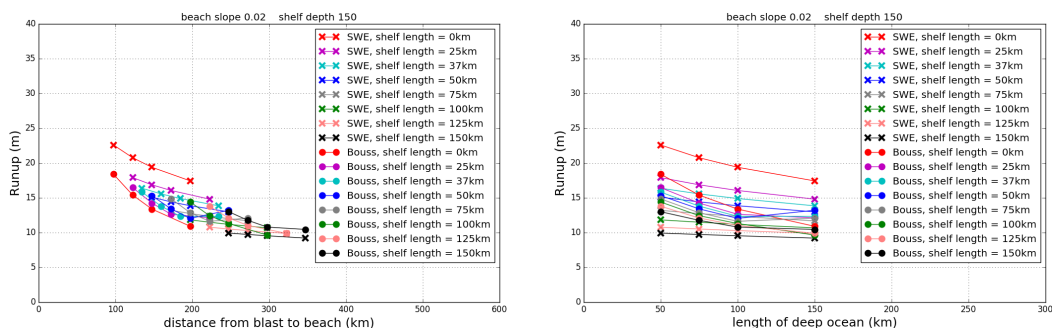 beach slope 0.02 shelf depth 150
Runup (m)
40
35
30
25
20
15
10
5
0
0 100 200 300 400 500 600
distance from blast to beach (km)
SWE, shelf length = 0km
SWE, shelf length = 25km
SWE, shelf length = 37km
SWE, shelf length = 50km
SWE, shelf length = 75km
SWE, shelf length = 100km
SWE, shelf length = 125km
SWE, shelf length = 150km
Bouss, shelf length = 0km
Bouss, shelf length = 25km
Bouss, shelf length = 37km
Bouss, shelf length = 50km
Bouss, shelf length = 75km
Bouss, shelf length = 100km
Bouss, shelf length = 125km
Bouss, shelf length = 150km
beach slope 0.02 shelf depth 150
Runup (m)
40
35
30
25
20
15
10
5
0
0 50 100 150 200 250 300
length of deep ocean (km)
SWE, shelf length = 0km
SWE, shelf length = 25km
SWE, shelf length = 37km
SWE, shelf length = 50km
SWE, shelf length = 75km
SWE, shelf length = 100km
SWE, shelf length = 125km
SWE, shelf length = 150km
Bouss, shelf length = 0km
Bouss, shelf length = 25km
Bouss, shelf length = 37km
Bouss, shelf length = 50km
Bouss, shelf length = 75km
Bouss, shelf length = 100km
Bouss, shelf length = 125km
Bouss, shelf length = 150km